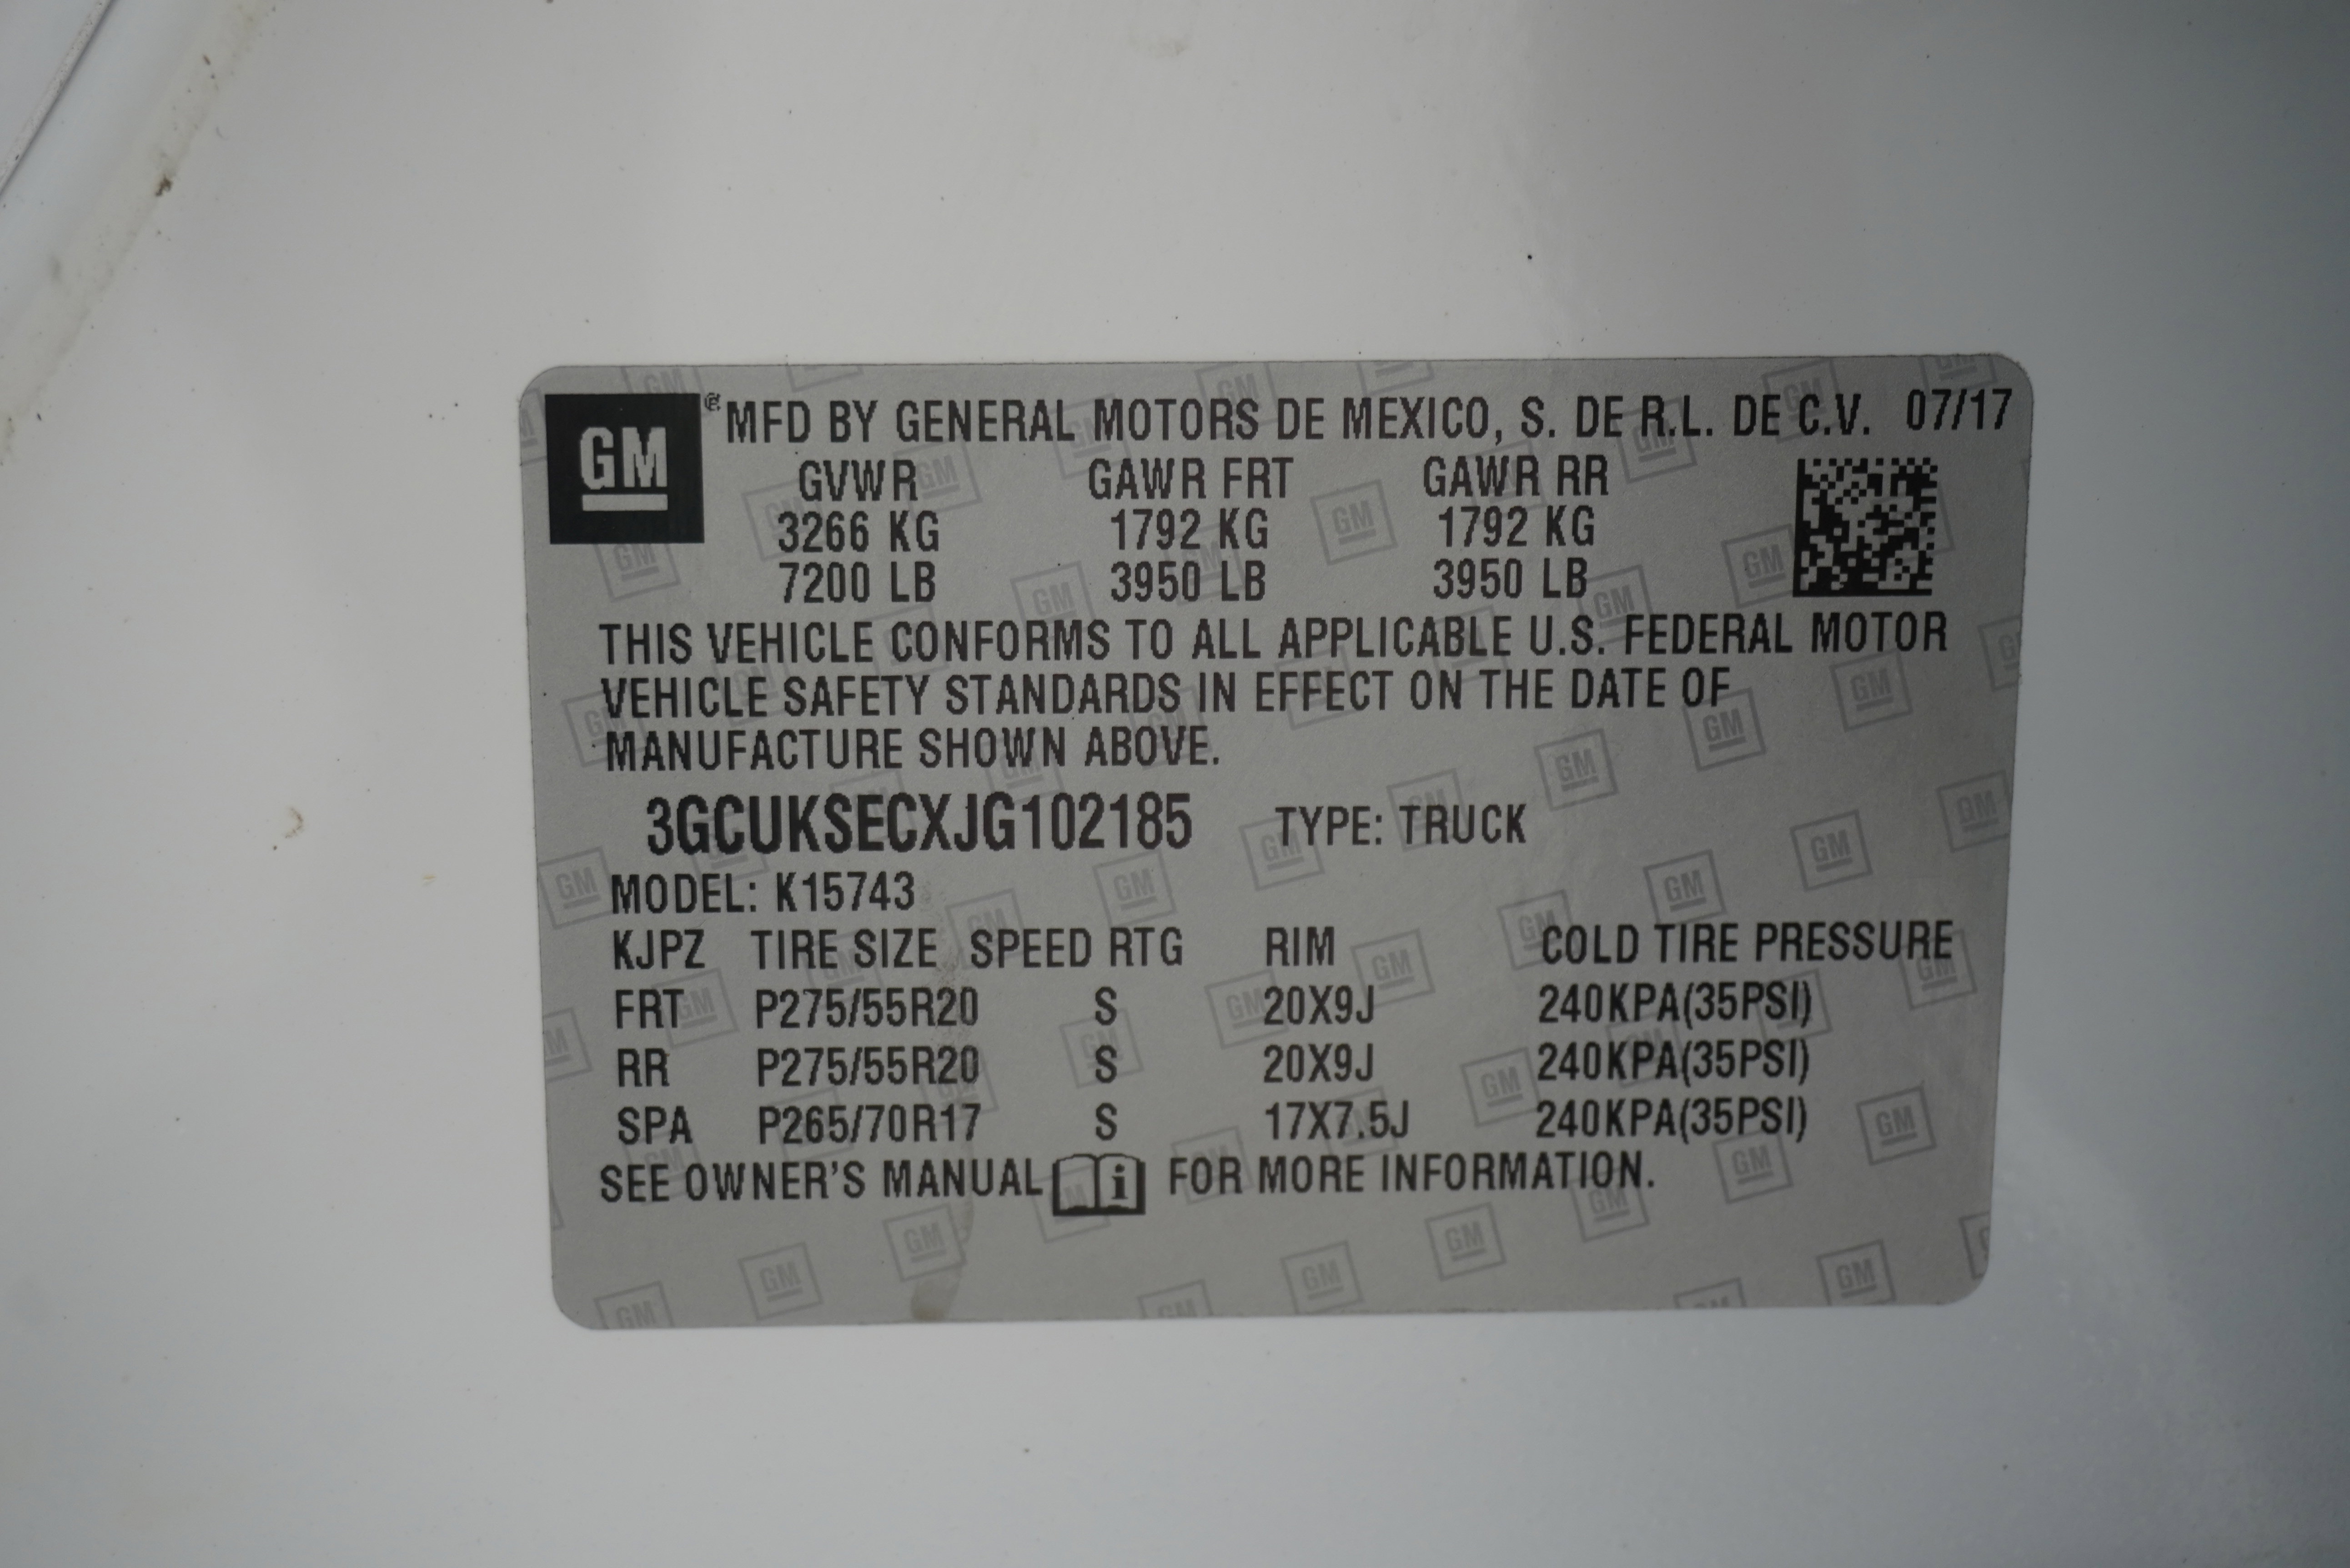 GM ® MFD BY GENERAL MOTORS DE MEXICO, S. DE R.L. DE C.V. 07/17
GVWR GAWR FRT GAWR RR
3266 KG 1792 KG 1792 KG
7200 LB 3950 LB 3950 LB
THIS VEHICLE CONFORMS TO ALL APPLICABLE U.S. FEDERAL MOTOR
VEHICLE SAFETY STANDARDS IN EFFECT ON THE DATE OF
MANUFACTURE SHOWN ABOVE.
3GCUKSECXJG102185 TYPE: TRUCK
MODEL: K15743
KJPZ TIRE SIZE SPEED RTG RIM COLD TIRE PRESSURE
FRT P275/55R20 S 20X9J 240KPA(35PSI)
RR P275/55R20 S 20X9J 240KPA(35PSI)
SPA P265/70R17 S 17X7.5J 240KPA(35PSI)
SEE OWNER'S MANUAL i FOR MORE INFORMATION.